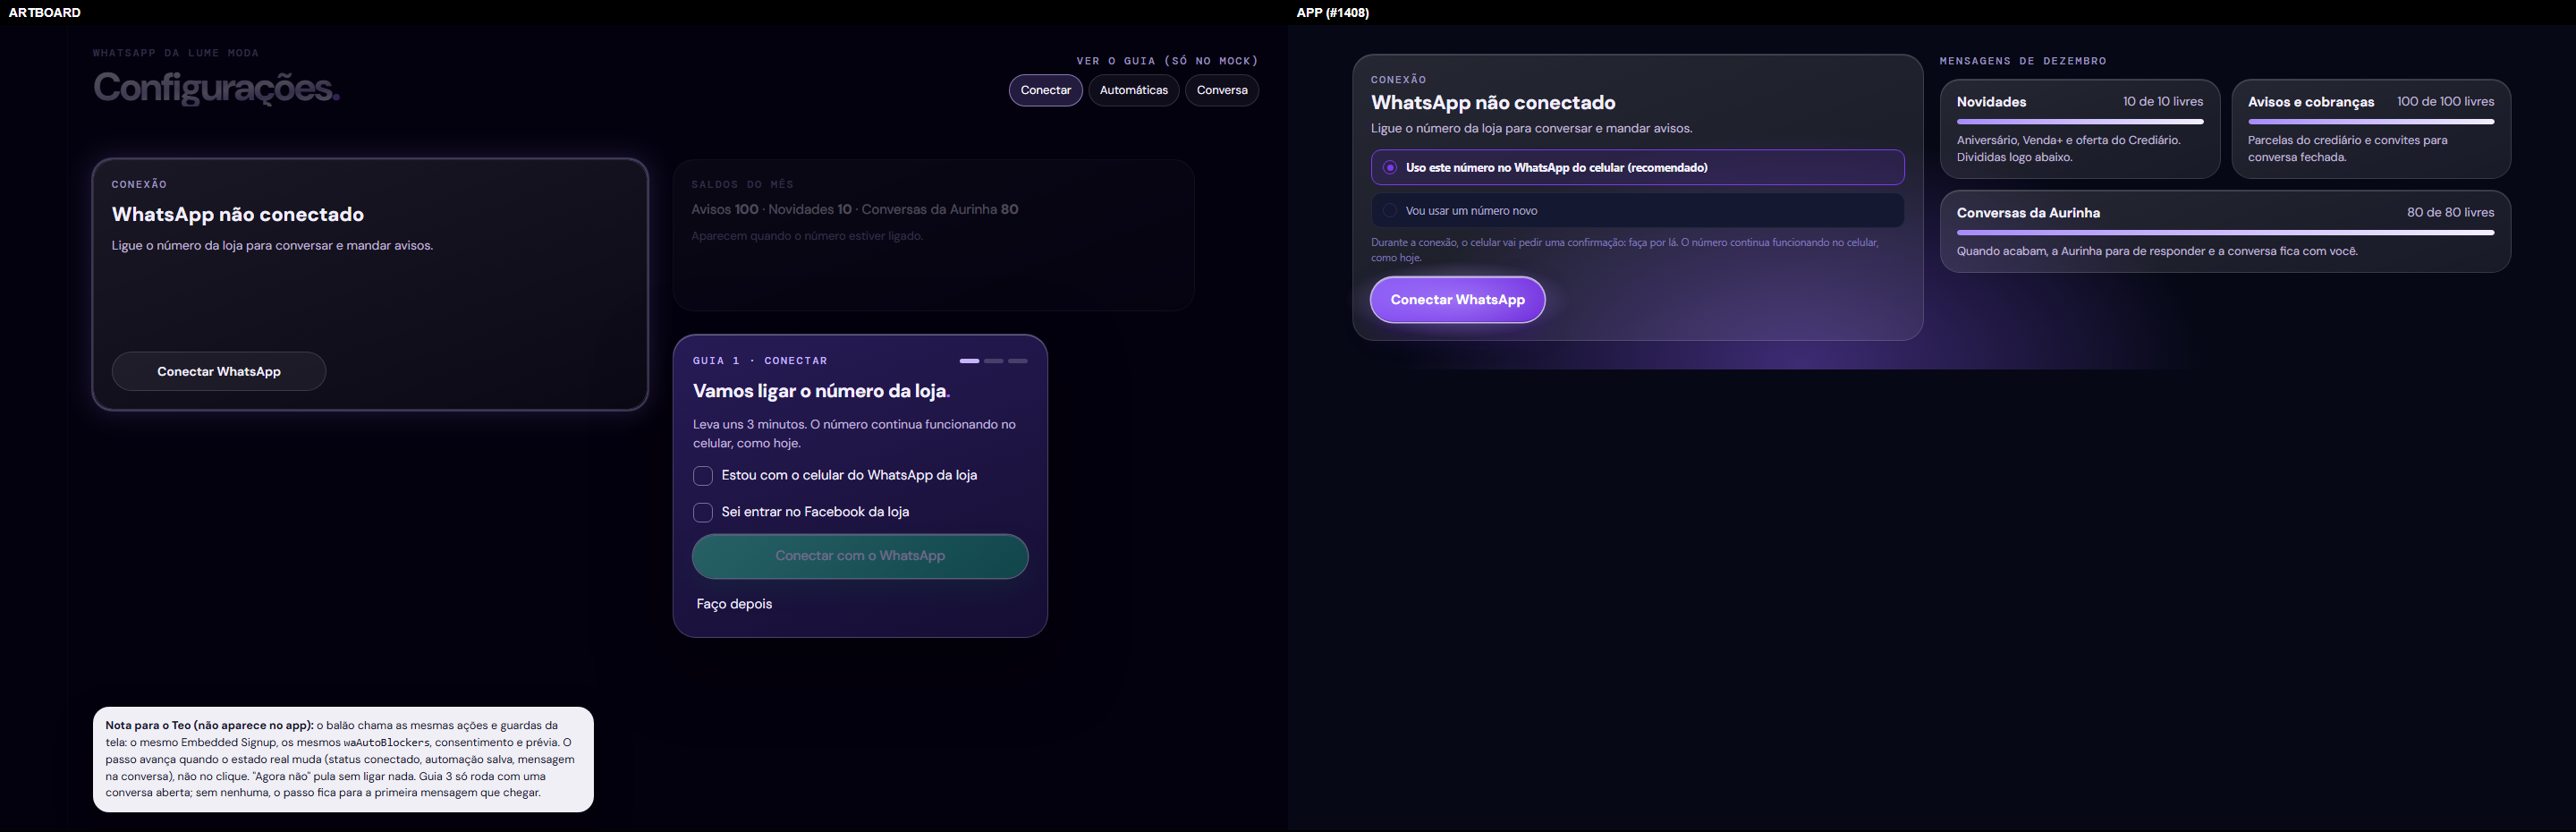 ARTBOARD
WHATSAPP DA LUME MODA
Configurações.
VER O GUIA (SÓ NO MOCK)
Conectar
Automáticas
Conversa
CONEXÃO
WhatsApp não conectado
Ligue o número da loja para conversar e mandar avisos.
Conectar WhatsApp
SALDOS DO MÊS
Avisos 100 · Novidades 10 · Conversas da Aurinha 80
Aparecem quando o número estiver ligado.
GUIA 1 · CONECTAR
Vamos ligar o número da loja.
Leva uns 3 minutos. O número continua funcionando no
celular, como hoje.
Estou com o celular do WhatsApp da loja
Sei entrar no Facebook da loja
Conectar com o WhatsApp
Faço depois
Nota para o Teo (não aparece no app): o balão chama as mesmas ações e guardas da
tela: o mesmo Embedded Signup, os mesmos waAutoBlockers, consentimento e prévia. O
passo avança quando o estado real muda (status conectado, automação salva, mensagem
na conversa), não no clique. "Agora não" pula sem ligar nada. Guia 3 só roda com uma
conversa aberta; sem nenhuma, o passo fica para a primeira mensagem que chegar.
APP (#1408)
CONEXÃO
WhatsApp não conectado
Ligue o número da loja para conversar e mandar avisos.
Uso este número no WhatsApp do celular (recomendado)
Vou usar um número novo
Durante a conexão, o celular vai pedir uma confirmação: faça por lá. O número continua funcionando no celular,
como hoje.
Conectar WhatsApp
MENSAGENS DE DEZEMBRO
Novidades
10 de 10 livres
Aniversário, Venda+ e oferta do Crediário.
Divididas logo abaixo.
Avisos e cobranças
100 de 100 livres
Parcelas do crediário e convites para
conversa fechada.
Conversas da Aurinha
80 de 80 livres
Quando acabam, a Aurinha para de responder e a conversa fica com você.